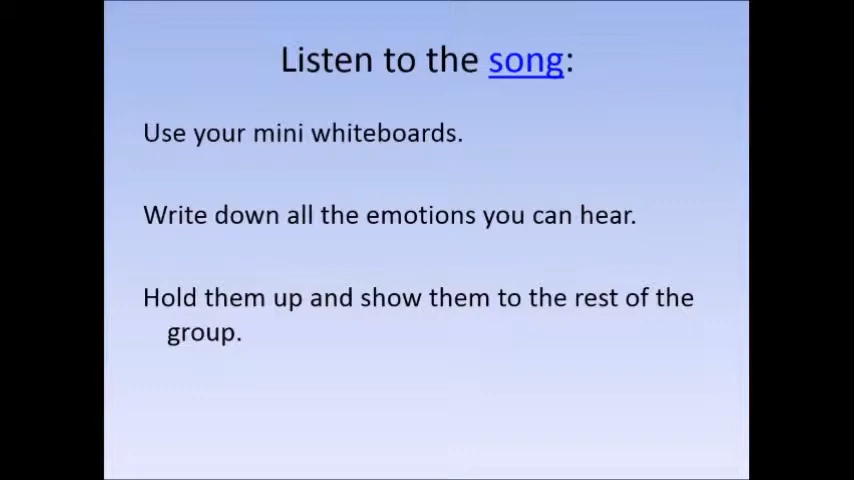 Listen to the song:
Use your mini whiteboards.
Write down all the emotions you can hear.
Hold them up and show them to the rest of the
group.